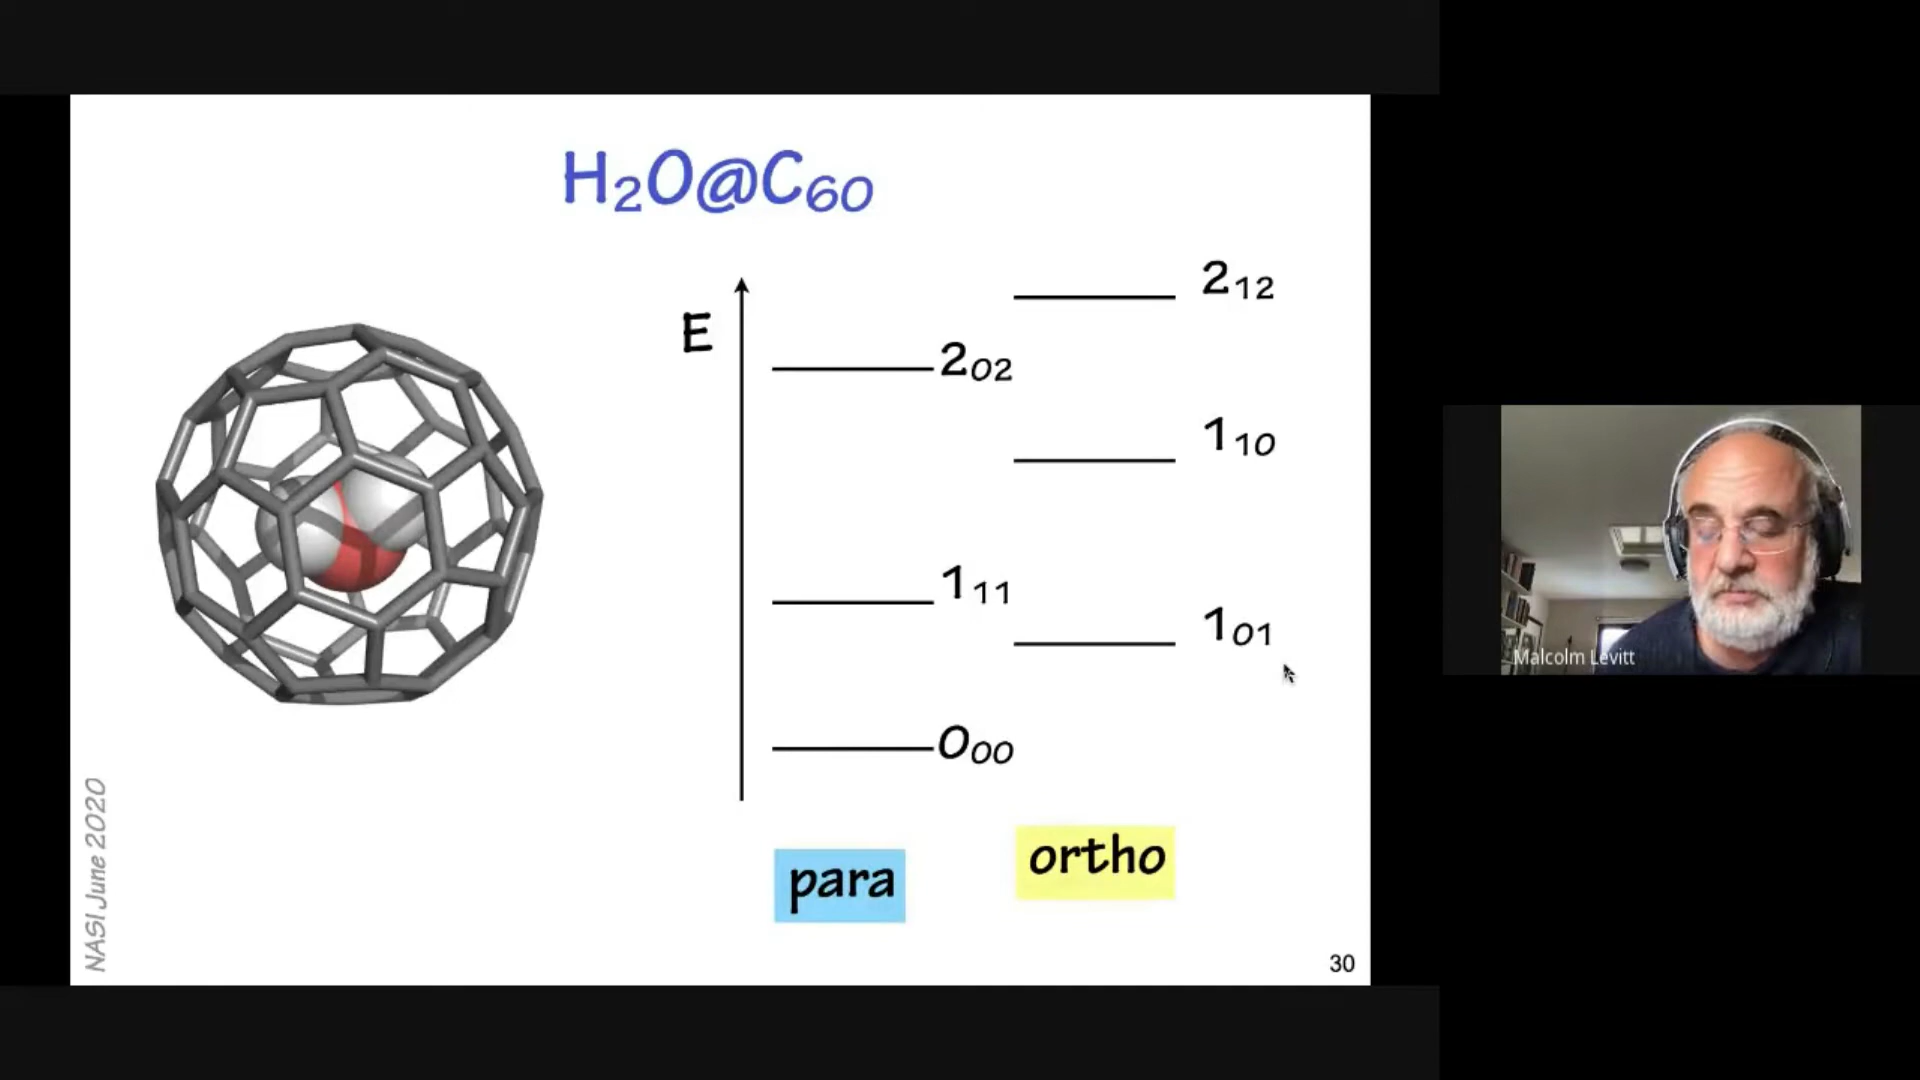 H₂O@C₆₀
E
2₁₂
2₀₂
1₁₀
1₁₁
1₀₁
0₀₀
para
ortho
NASI June 2020
30
Malcolm Levitt